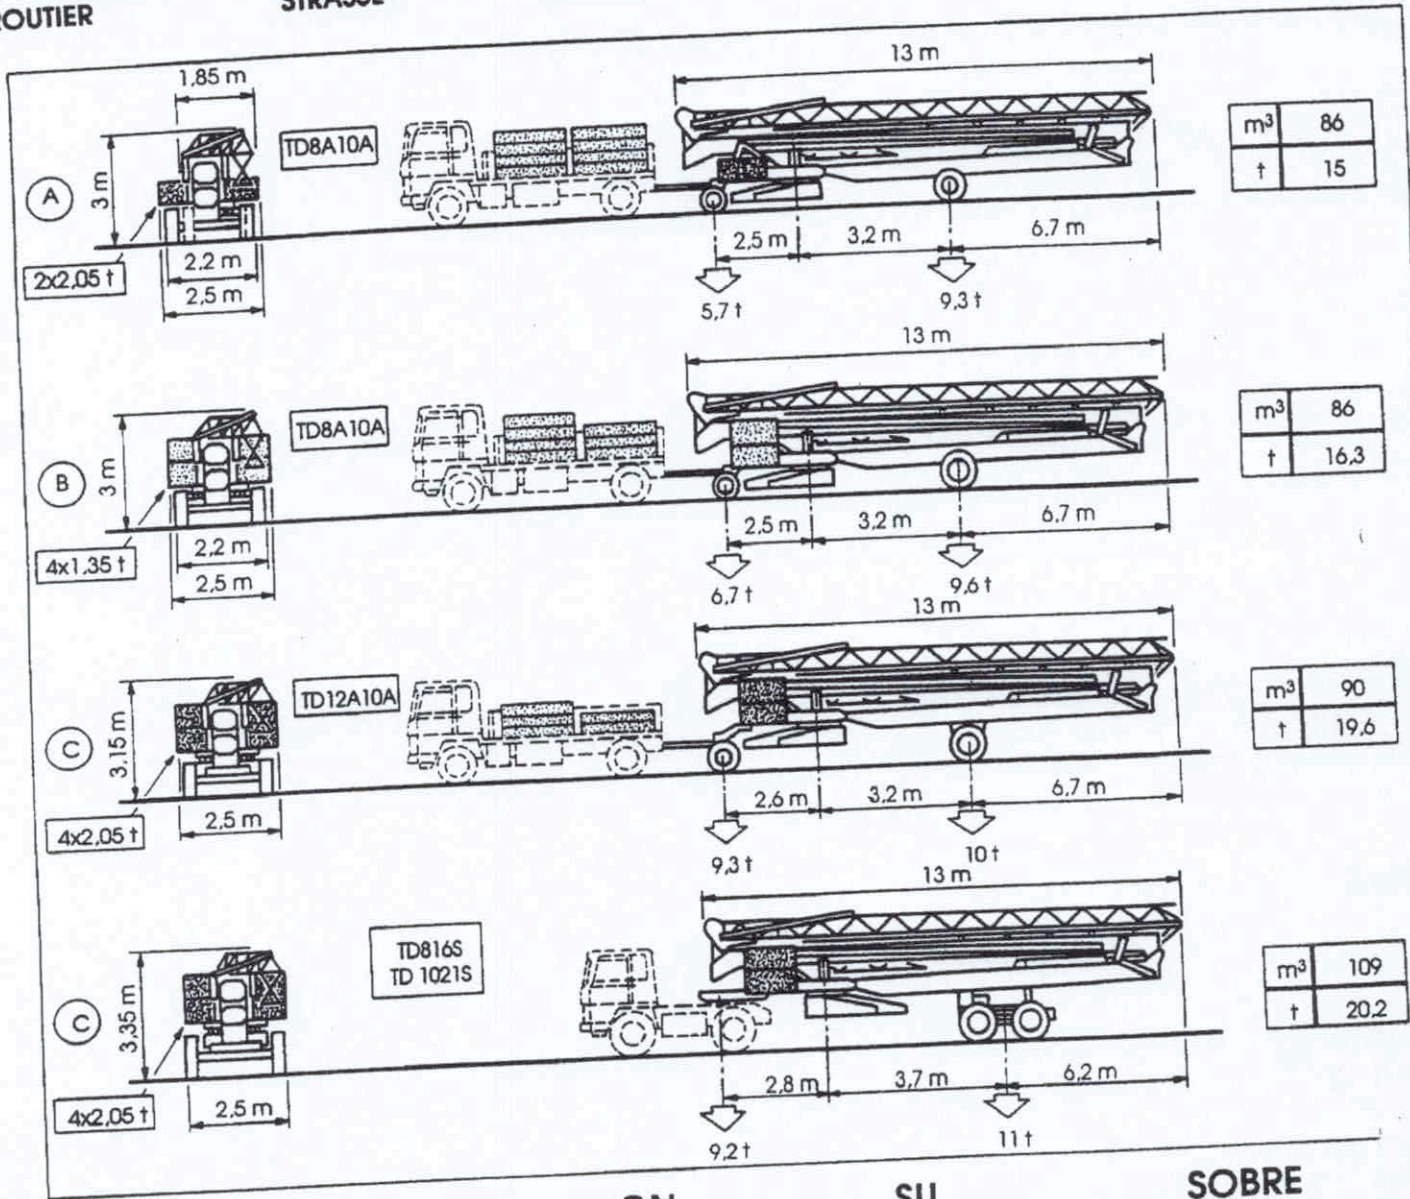 ROUTIER
STRASSE
1,85 m
13 m
TD8A10A
m³ 86
t 15
A
3 m
2x2,05 t
2,2 m
2,5 m
2,5 m
3,2 m
6,7 m
5,7 t
9,3 t
13 m
TD8A10A
m³ 86
t 16,3
B
3 m
4x1,35 t
2,2 m
2,5 m
2,5 m
3,2 m
6,7 m
6,7 t
9,6 t
13 m
TD12A10A
m³ 90
t 19,6
C
3,15 m
4x2,05 t
2,5 m
2,6 m
3,2 m
6,7 m
9,3 t
10 t
13 m
TD816S
TD 1021S
m³ 109
t 20,2
C
3,35 m
4x2,05 t
2,5 m
2,8 m
3,7 m
6,2 m
9,2 t
11 t
ON
SU
SOBRE